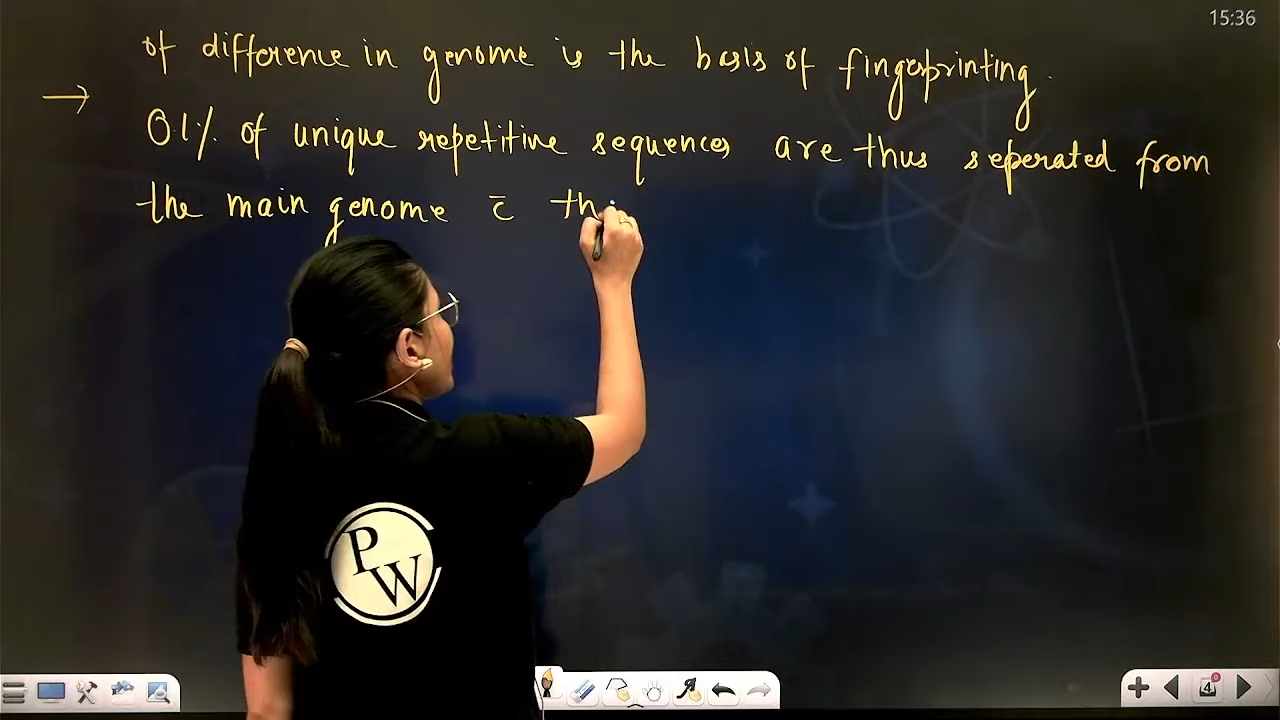 15:36
of difference in genome is the basis of fingerprinting.
→ 0.1% of unique repetitive sequences are thus seperated from
the main genome c̄ th
PW
4